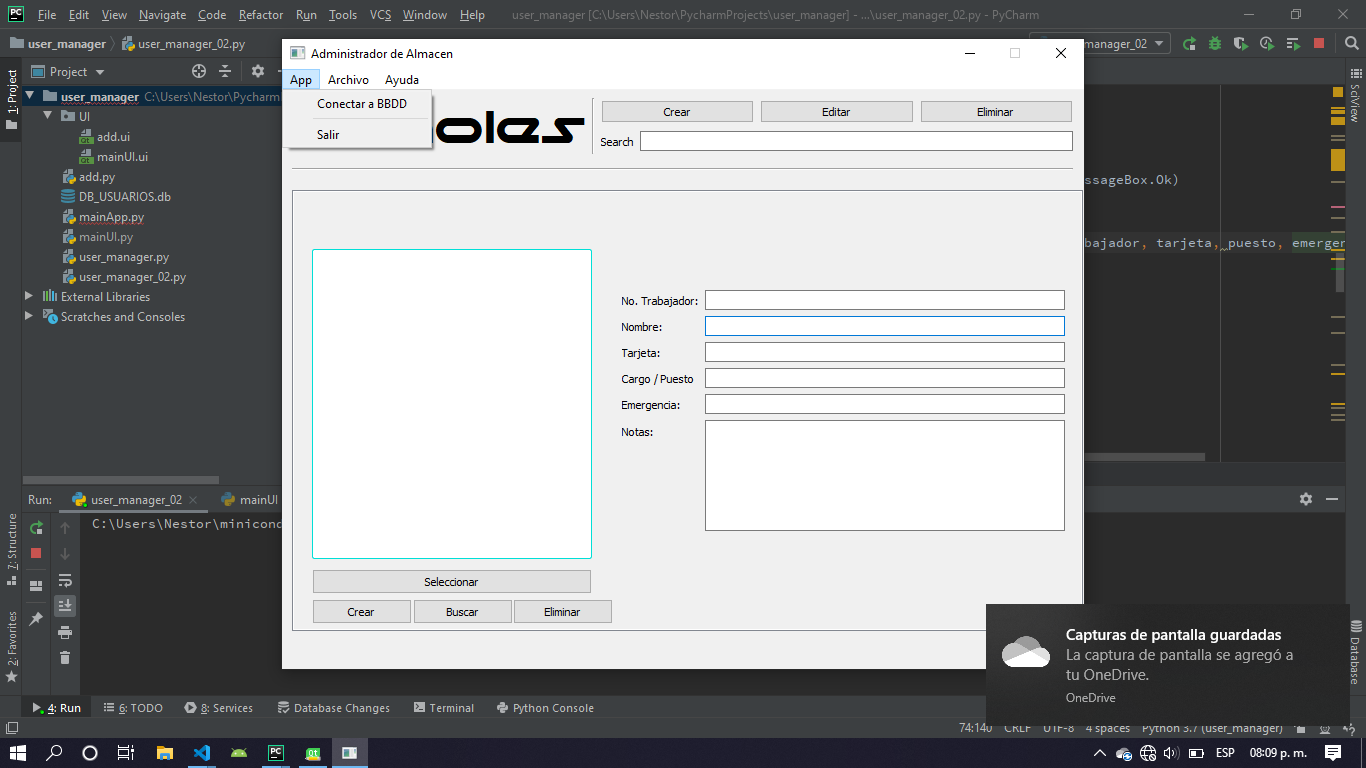 File Edit View Navigate Code Refactor Run Tools VCS Window Help user_manager [C:\Users\Nestor\PycharmProjects\user_manager] - ...\user_manager_02.py - PyCharm
user_manager user_manager_02.py
manager_02
Administrador de Almacen
App Archivo Ayuda
Conectar a BBDD
Salir
Crear Editar Eliminar
Search
1: Project
Project
user_manager C:\Users\Nestor\Pycharm
UI
add.ui
mainUI.ui
add.py
DB_USUARIOS.db
mainApp.py
mainUI.py
user_manager.py
user_manager_02.py
External Libraries
Scratches and Consoles
ssageBox.Ok)
bajador, tarjeta, puesto, emerger
No. Trabajador:
Nombre:
Tarjeta:
Cargo / Puesto
Emergencia:
Notas:
Seleccionar
Crear Buscar Eliminar
SciView
Database
7: Structure
2: Favorites
Run: user_manager_02 mainUI
C:\Users\Nestor\minicond
Capturas de pantalla guardadas
La captura de pantalla se agregó a
tu OneDrive.
OneDrive
4: Run 6: TODO 8: Services Database Changes Terminal Python Console
74:140 CRLF UTF-8 4 spaces Python 3.7 (user_manager)
ESP 08:09 p. m.